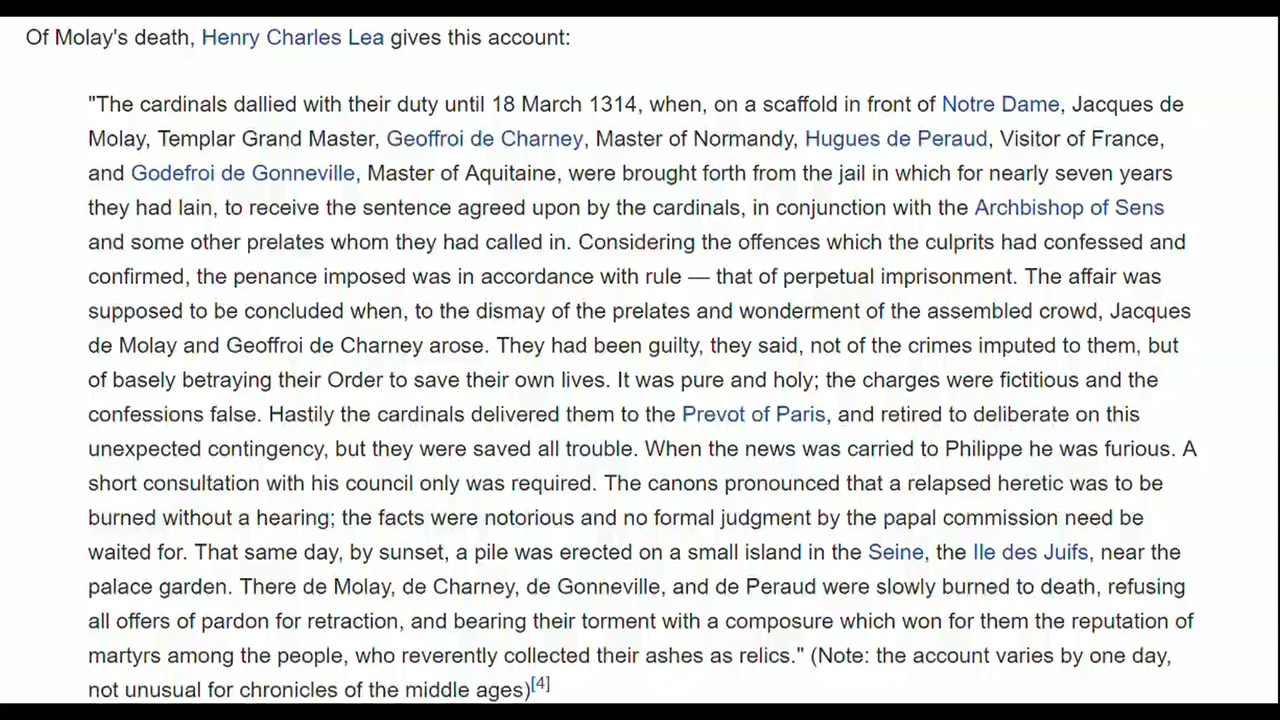 Of Molay's death, Henry Charles Lea gives this account:
"The cardinals dallied with their duty until 18 March 1314, when, on a scaffold in front of Notre Dame, Jacques de
Molay, Templar Grand Master, Geoffroi de Charney, Master of Normandy, Hugues de Peraud, Visitor of France,
and Godefroi de Gonneville, Master of Aquitaine, were brought forth from the jail in which for nearly seven years
they had lain, to receive the sentence agreed upon by the cardinals, in conjunction with the Archbishop of Sens
and some other prelates whom they had called in. Considering the offences which the culprits had confessed and
confirmed, the penance imposed was in accordance with rule — that of perpetual imprisonment. The affair was
supposed to be concluded when, to the dismay of the prelates and wonderment of the assembled crowd, Jacques
de Molay and Geoffroi de Charney arose. They had been guilty, they said, not of the crimes imputed to them, but
of basely betraying their Order to save their own lives. It was pure and holy; the charges were fictitious and the
confessions false. Hastily the cardinals delivered them to the Prevot of Paris, and retired to deliberate on this
unexpected contingency, but they were saved all trouble. When the news was carried to Philippe he was furious. A
short consultation with his council only was required. The canons pronounced that a relapsed heretic was to be
burned without a hearing; the facts were notorious and no formal judgment by the papal commission need be
waited for. That same day, by sunset, a pile was erected on a small island in the Seine, the Ile des Juifs, near the
palace garden. There de Molay, de Charney, de Gonneville, and de Peraud were slowly burned to death, refusing
all offers of pardon for retraction, and bearing their torment with a composure which won for them the reputation of
martyrs among the people, who reverently collected their ashes as relics." (Note: the account varies by one day,
not unusual for chronicles of the middle ages)[4]